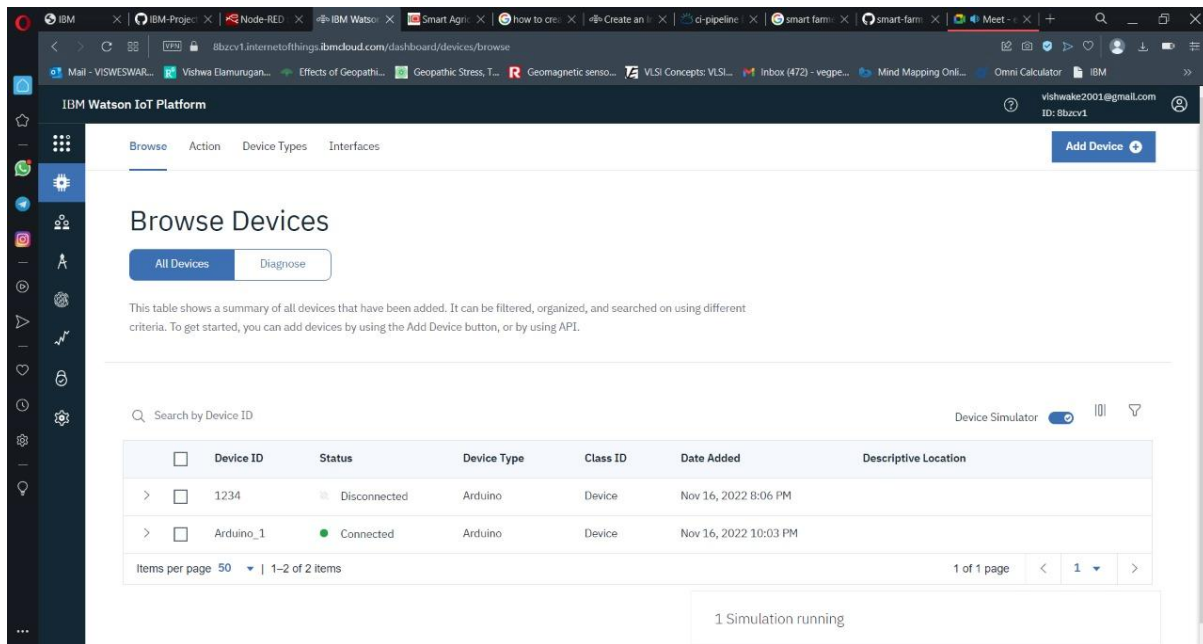 IBM
IBM-Project
Node-RED
IBM Watso
Smart Agric
how to crea
Create an I
ci-pipeline
smart farm
smart-farm
Meet - e
VPN
8bzcv1.internetofthings.ibmcloud.com/dashboard/devices/browse
Mail - VISWESWAR...
Vishwa Elamurugan...
Effects of Geopathi...
Geopathic Stress, T...
Geomagnetic senso...
VLSI Concepts: VLSI...
Inbox (472) - vegpe...
Mind Mapping Onli...
Omni Calculator
IBM
IBM Watson IoT Platform
vishwake2001@gmail.com
ID: 8bzcv1
Browse Action Device Types Interfaces
Add Device
Browse Devices
All Devices Diagnose
This table shows a summary of all devices that have been added. It can be filtered, organized, and searched on using different
criteria. To get started, you can add devices by using the Add Device button, or by using API.
Search by Device ID
Device Simulator
Device ID Status Device Type Class ID Date Added Descriptive Location
1234 Disconnected Arduino Device Nov 16, 2022 8:06 PM
Arduino_1 Connected Arduino Device Nov 16, 2022 10:03 PM
Items per page 50 | 1–2 of 2 items 1 of 1 page < 1 >
1 Simulation running